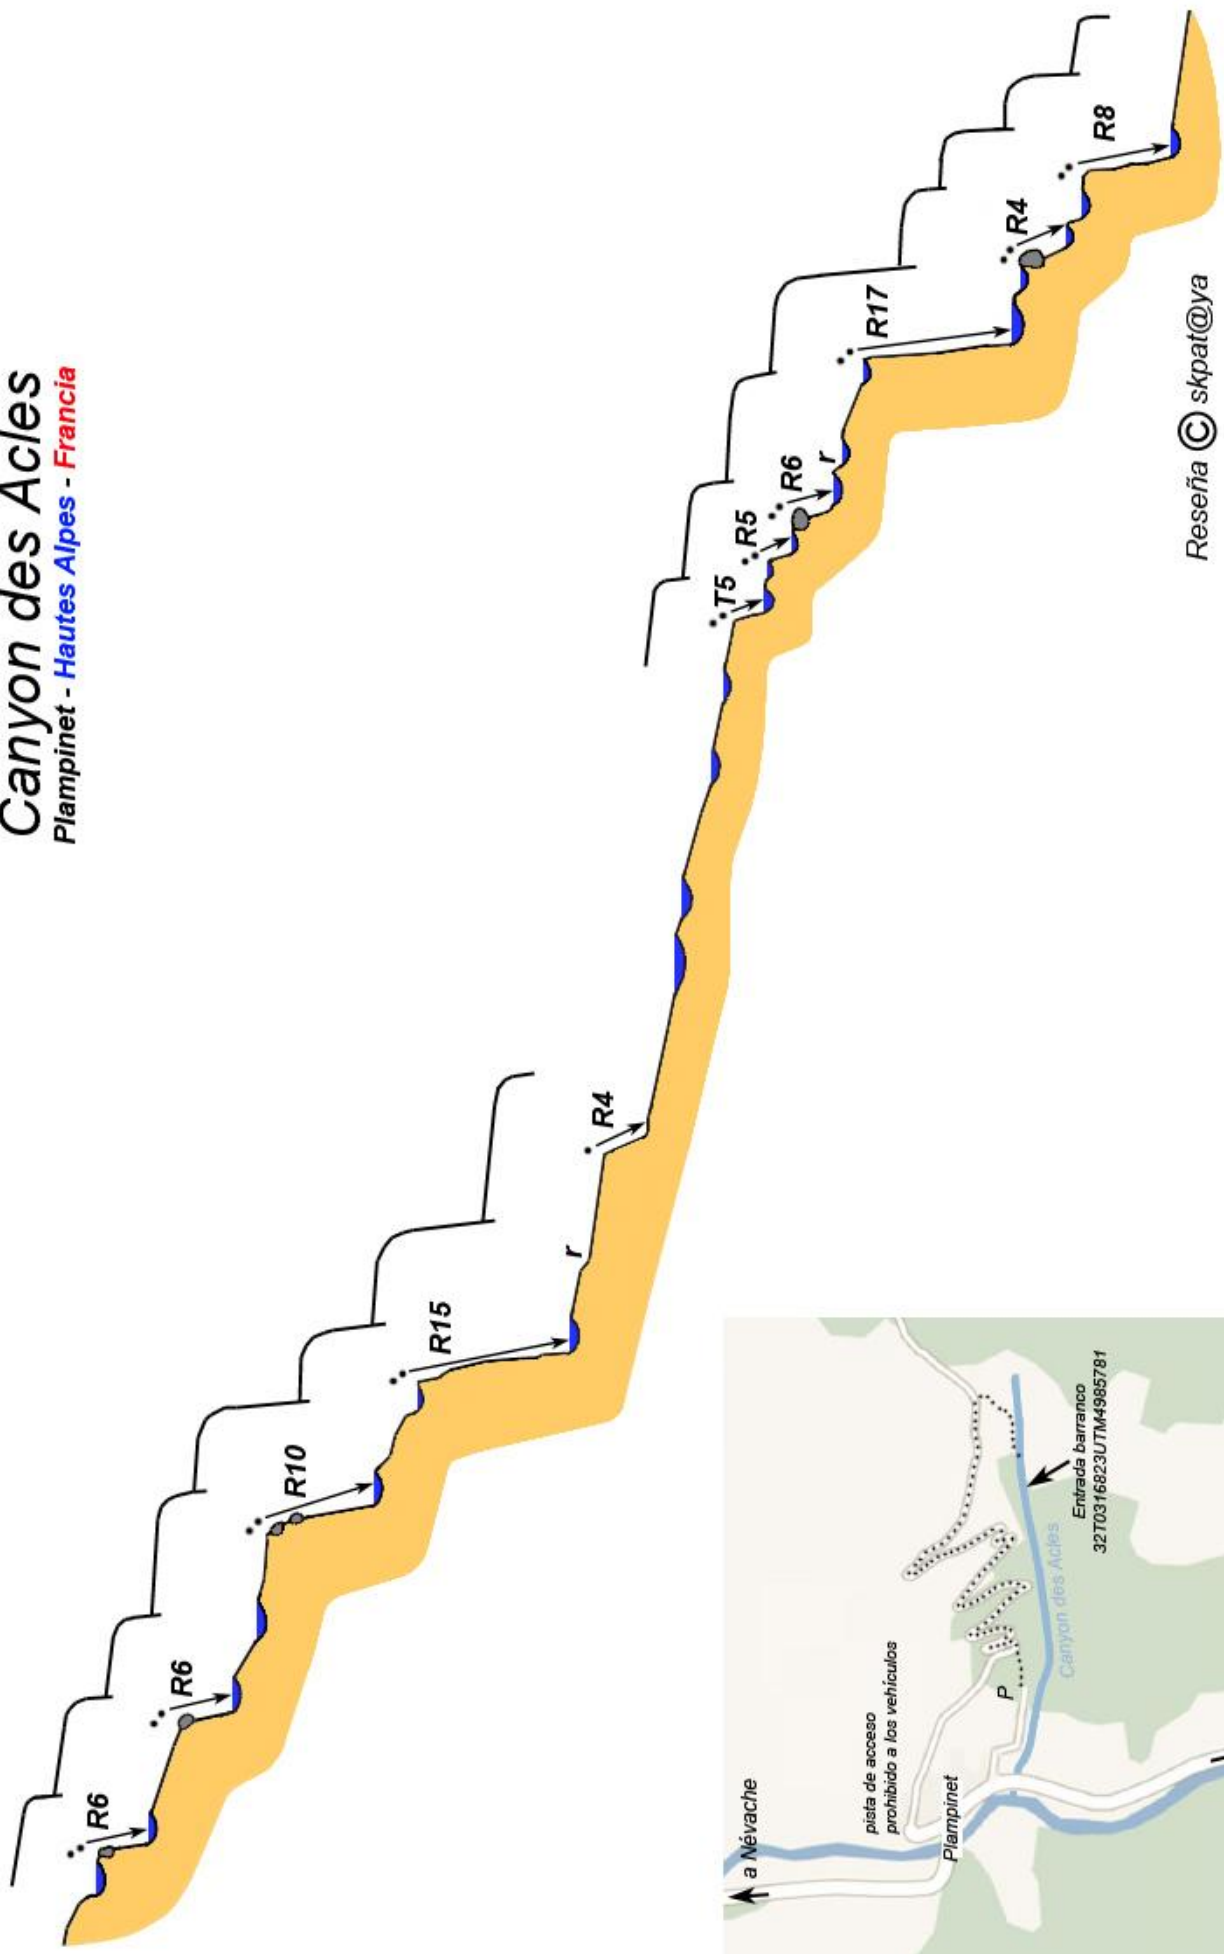 Canyon des Acles
Plampinet - Hautes Alpes - Francia
R6
R6
R10
R15
r
R4
T5
R5
R6
r
R17
R4
R8
a Névache
pista de acceso
prohibido a los vehículos
Plampinet
P
Canyon des Acles
Entrada barranco
32T0316823UTM4985781
Reseña © skpat@ya